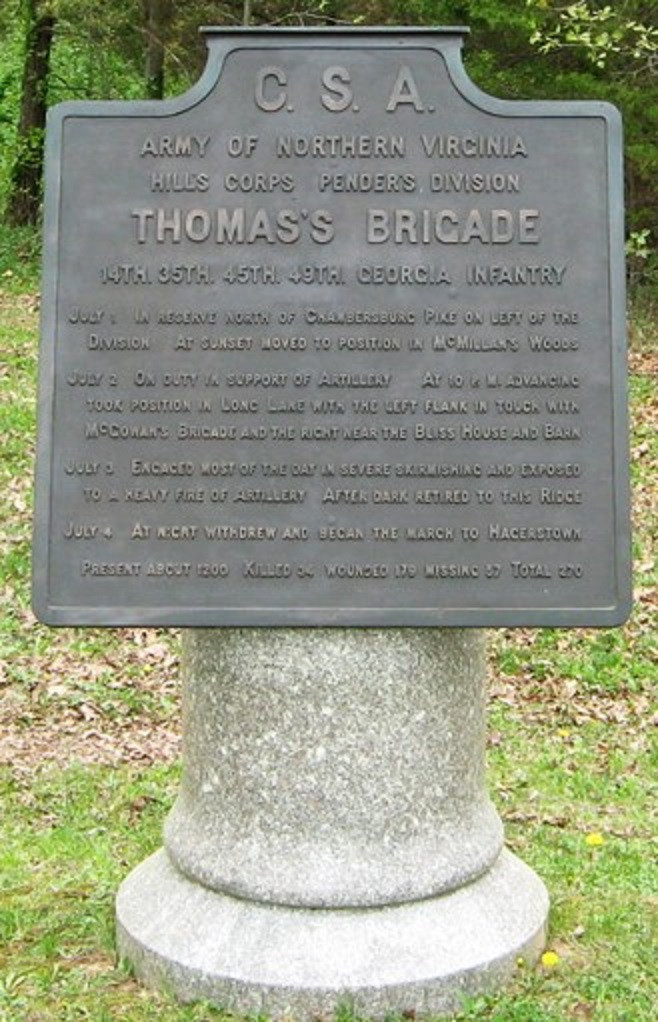 C. S. A.
ARMY OF NORTHERN VIRGINIA
HILL'S CORPS PENDER'S DIVISION
THOMAS'S BRIGADE
14TH. 35TH. 45TH. 49TH. GEORGIA INFANTRY
JULY 1 IN RESERVE NORTH OF CHAMBERSBURG PIKE ON LEFT OF THE
DIVISION AT SUNSET MOVED TO POSITION IN MCMILLAN'S WOODS
JULY 2 ON DUTY IN SUPPORT OF ARTILLERY AT 10 P. M. ADVANCING
TOOK POSITION IN LONG LANE WITH THE LEFT FLANK IN TOUCH WITH
MCGOWAN'S BRIGADE AND THE RIGHT NEAR THE BLISS HOUSE AND BARN
JULY 3 ENGAGED MOST OF THE DAY IN SEVERE SKIRMISHING AND EXPOSED
TO A HEAVY FIRE OF ARTILLERY AFTER DARK RETIRED TO THIS RIDGE
JULY 4 AT NIGHT WITHDREW AND BEGAN THE MARCH TO HAGERSTOWN
PRESENT ABOUT 1200 KILLED 34 WOUNDED 179 MISSING 57 TOTAL 270